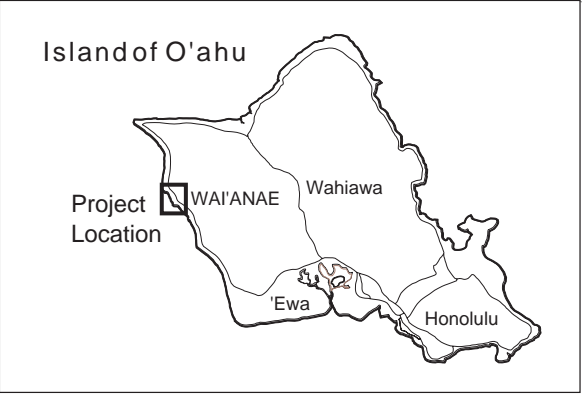 Island of O'ahu
Wahiawa
WAI'ANAE
Project
Location
'Ewa
Honolulu